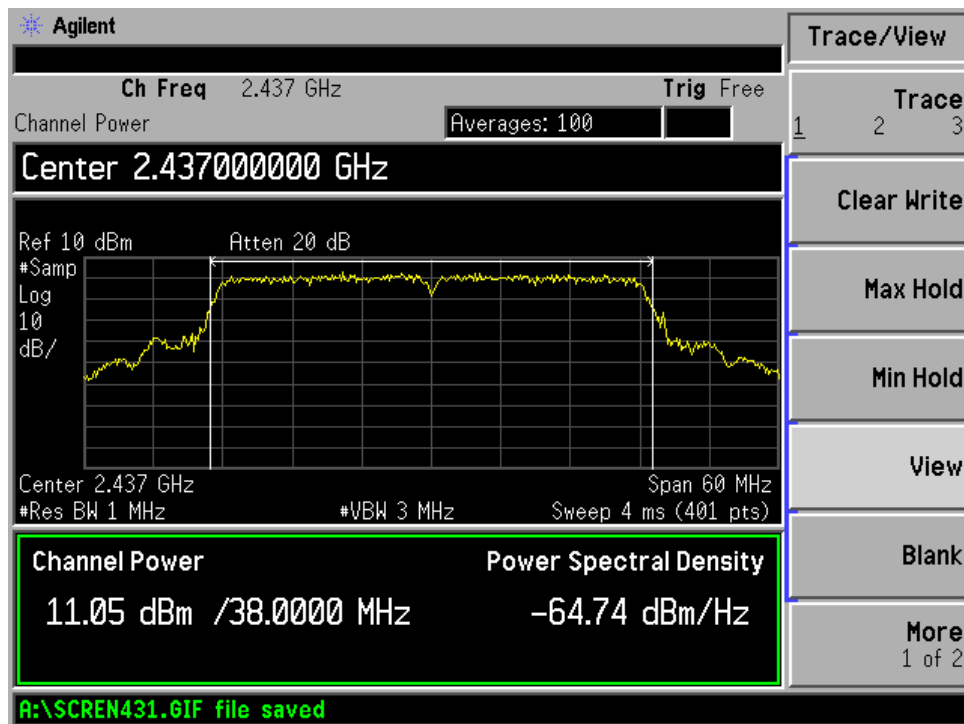 Agilent
Trace/View
Ch Freq 2.437 GHz Trig Free
Channel Power Averages: 100
Trace
1 2 3
Center 2.437000000 GHz
Clear Write
Ref 10 dBm Atten 20 dB
#Samp
Log
10
dB/
Max Hold
Min Hold
View
Center 2.437 GHz Span 60 MHz
#Res BW 1 MHz #VBW 3 MHz Sweep 4 ms (401 pts)
Channel Power Power Spectral Density
11.05 dBm /38.0000 MHz -64.74 dBm/Hz
Blank
More
1 of 2
A:\SCREN431.GIF file saved